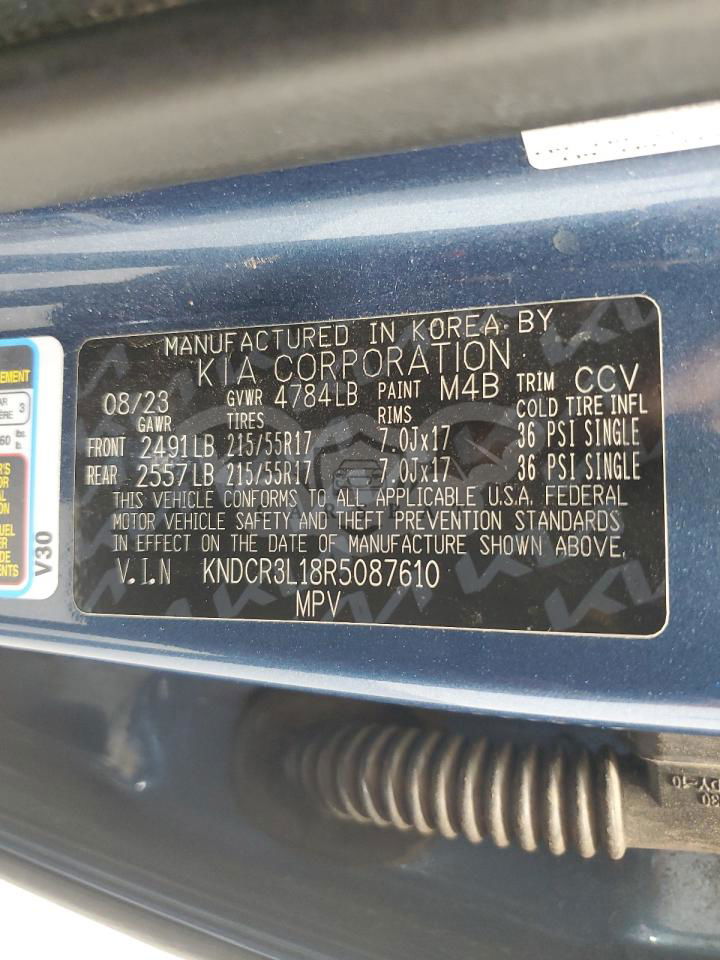 MANUFACTURED IN KOREA BY
KIA CORPORATION
08/23 GVWR 4784LB PAINT M4B TRIM CCV
GAWR TIRES RIMS COLD TIRE INFL
FRONT 2491LB 215/55R17 7.0Jx17 36 PSI SINGLE
REAR 2557LB 215/55R17 7.0Jx17 36 PSI SINGLE
THIS VEHICLE CONFORMS TO ALL APPLICABLE U.S.A. FEDERAL
MOTOR VEHICLE SAFETY AND THEFT PREVENTION STANDARDS
IN EFFECT ON THE DATE OF MANUFACTURE SHOWN ABOVE.
V.I.N KNDCR3L18R5087610
MPV
V30